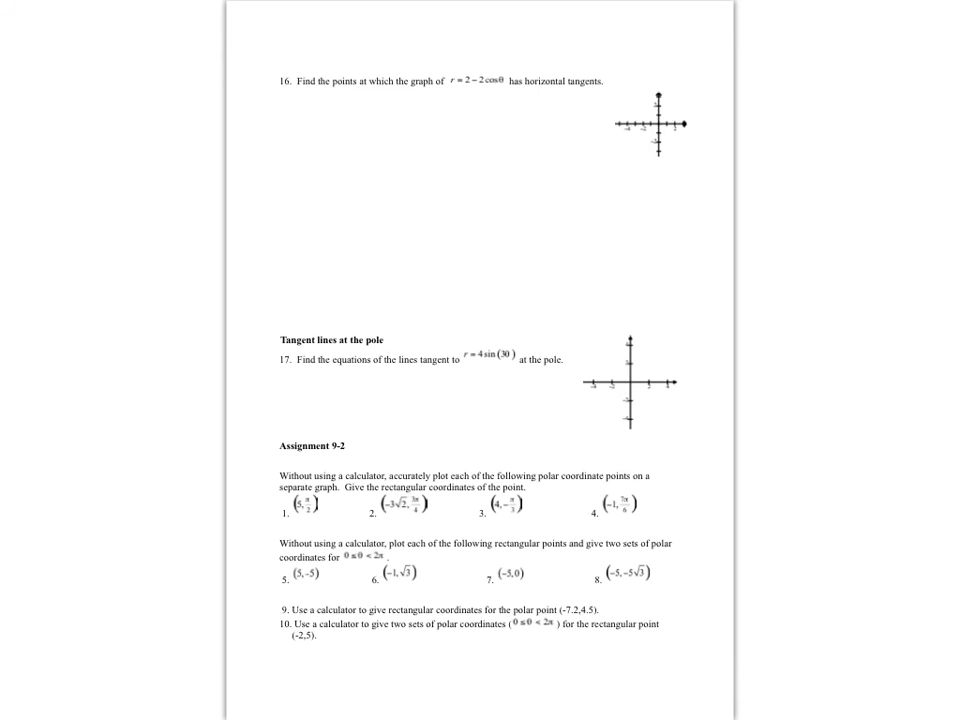 16. Find the points at which the graph of r = 2 − 2 cos θ has horizontal tangents.
Tangent lines at the pole
17. Find the equations of the lines tangent to r = 4 sin (3θ) at the pole.
Assignment 9-2
Without using a calculator, accurately plot each of the following polar coordinate points on a
separate graph. Give the rectangular coordinates of the point.
1. (5, π/2) 2. (−3√2, 3π/4) 3. (4, −π/3) 4. (−1, 7π/6)
Without using a calculator, plot each of the following rectangular points and give two sets of polar
coordinates for 0 ≤ θ < 2π .
5. (5,−5) 6. (−1,√3) 7. (−5,0) 8. (−5,−5√3)
9. Use a calculator to give rectangular coordinates for the polar point (-7.2,4.5).
10. Use a calculator to give two sets of polar coordinates ( 0 ≤ θ < 2π ) for the rectangular point
(-2,5).